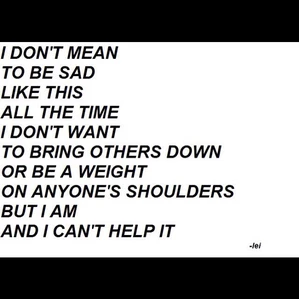 I DON'T MEAN
TO BE SAD
LIKE THIS
ALL THE TIME
I DON'T WANT
TO BRING OTHERS DOWN
OR BE A WEIGHT
ON ANYONE'S SHOULDERS
BUT I AM
AND I CAN'T HELP IT
-lei